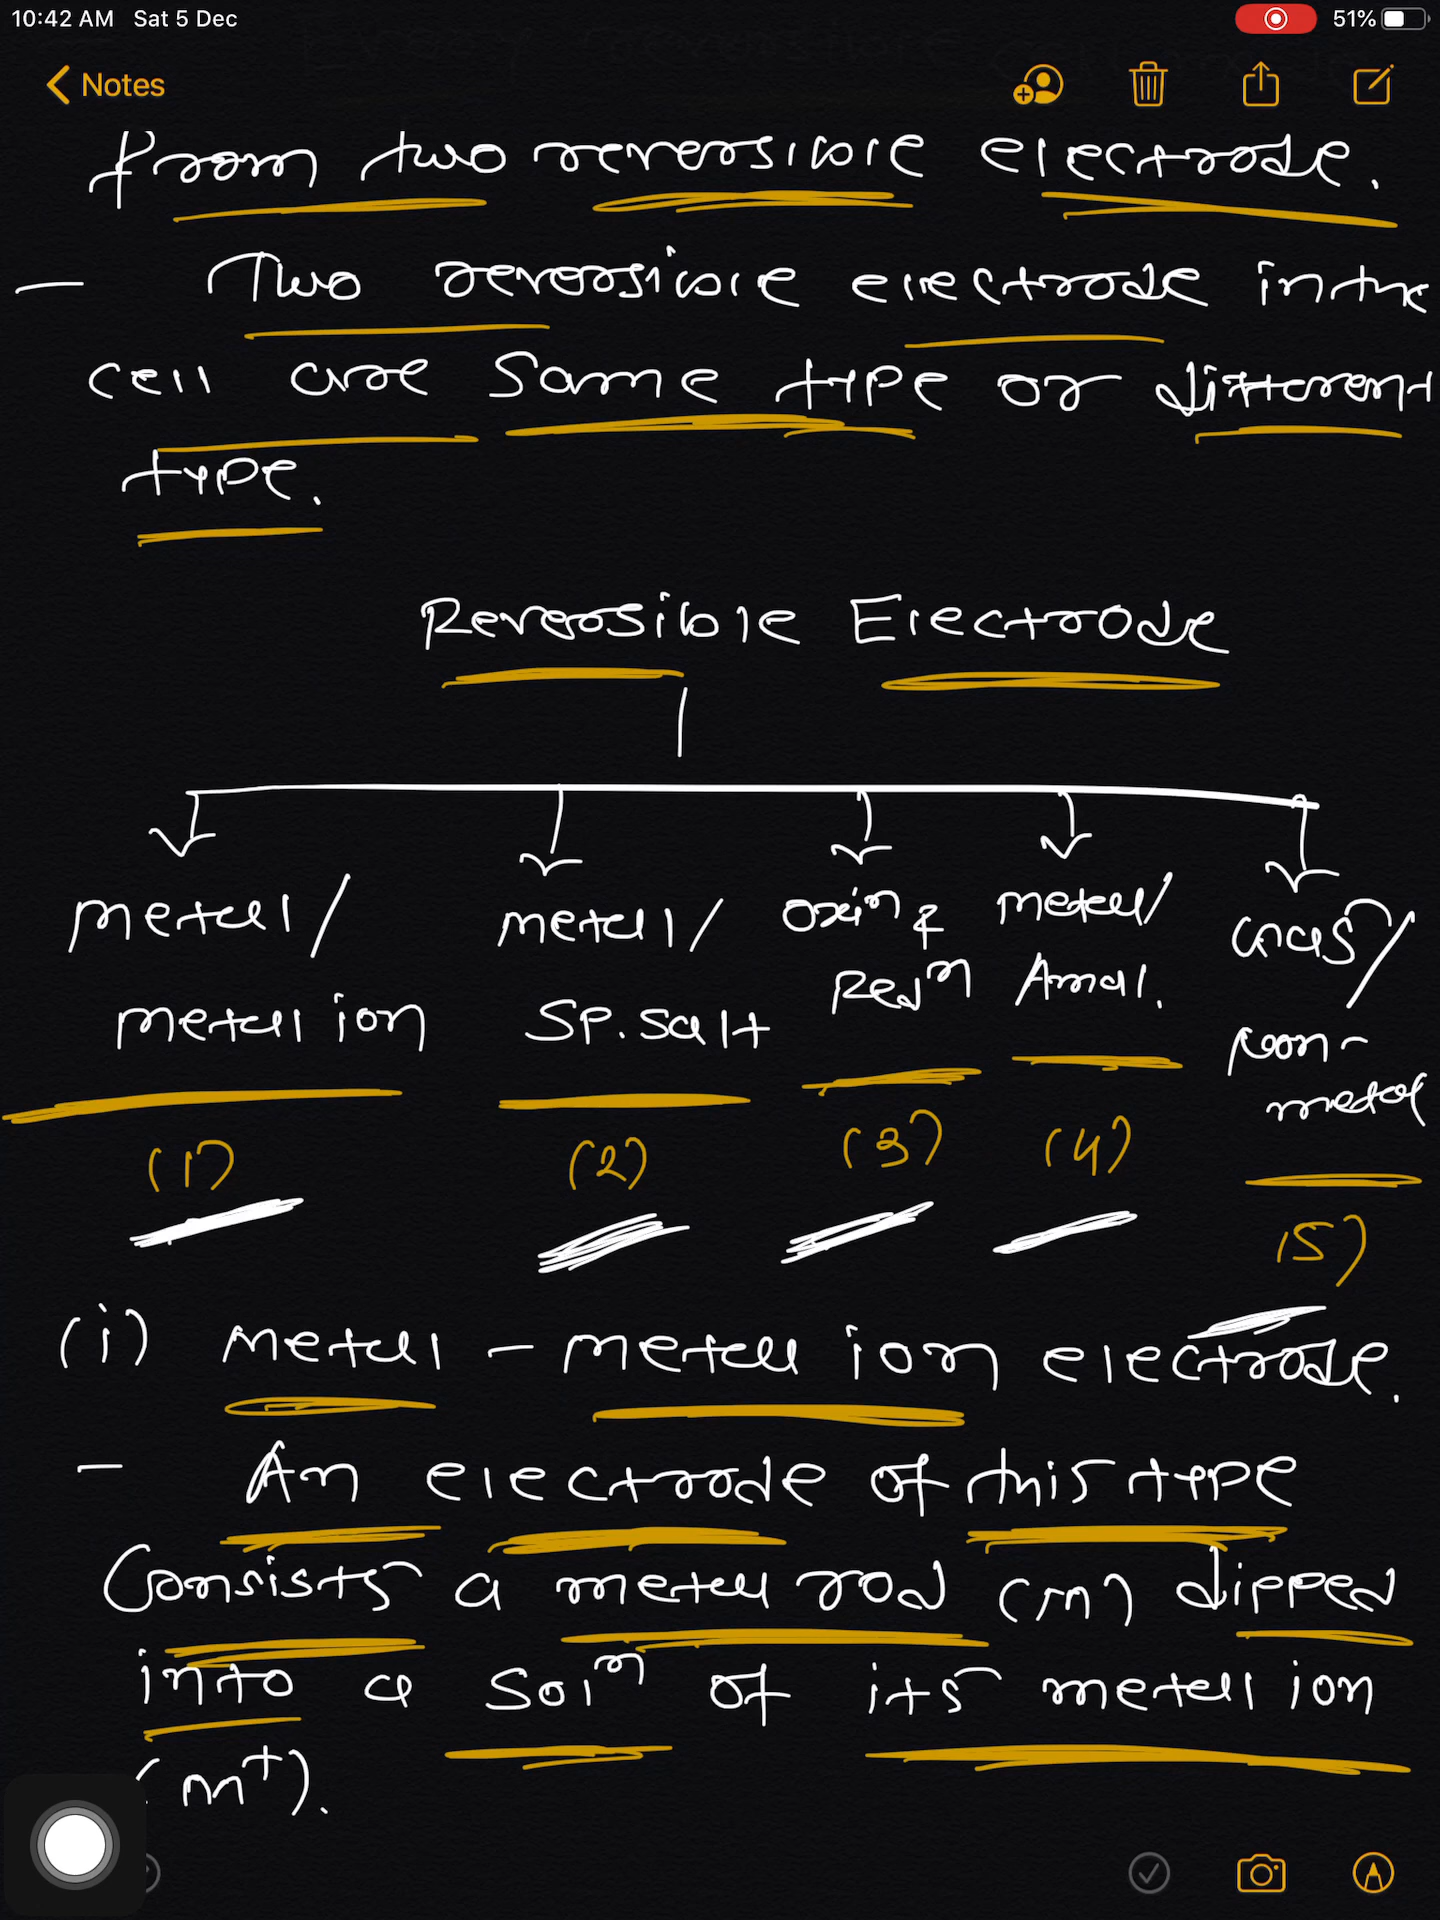 10:42 AM Sat 5 Dec 51%
Notes
from two reversible electrode.
– Two reversible electrode in the
cell are same type or different
type.
Reversible Electrode
metal/ metal/ oxiⁿ & metal/ Gas/
metal ion sp. salt Redⁿ Amal. non-
metal
(1) (2) (3) (4) (5)
(i) metal – metal ion electrode.
– An electrode of this type
Consists a metal rod (m) dipped
into a Solⁿ of its metal ion
(m⁺).